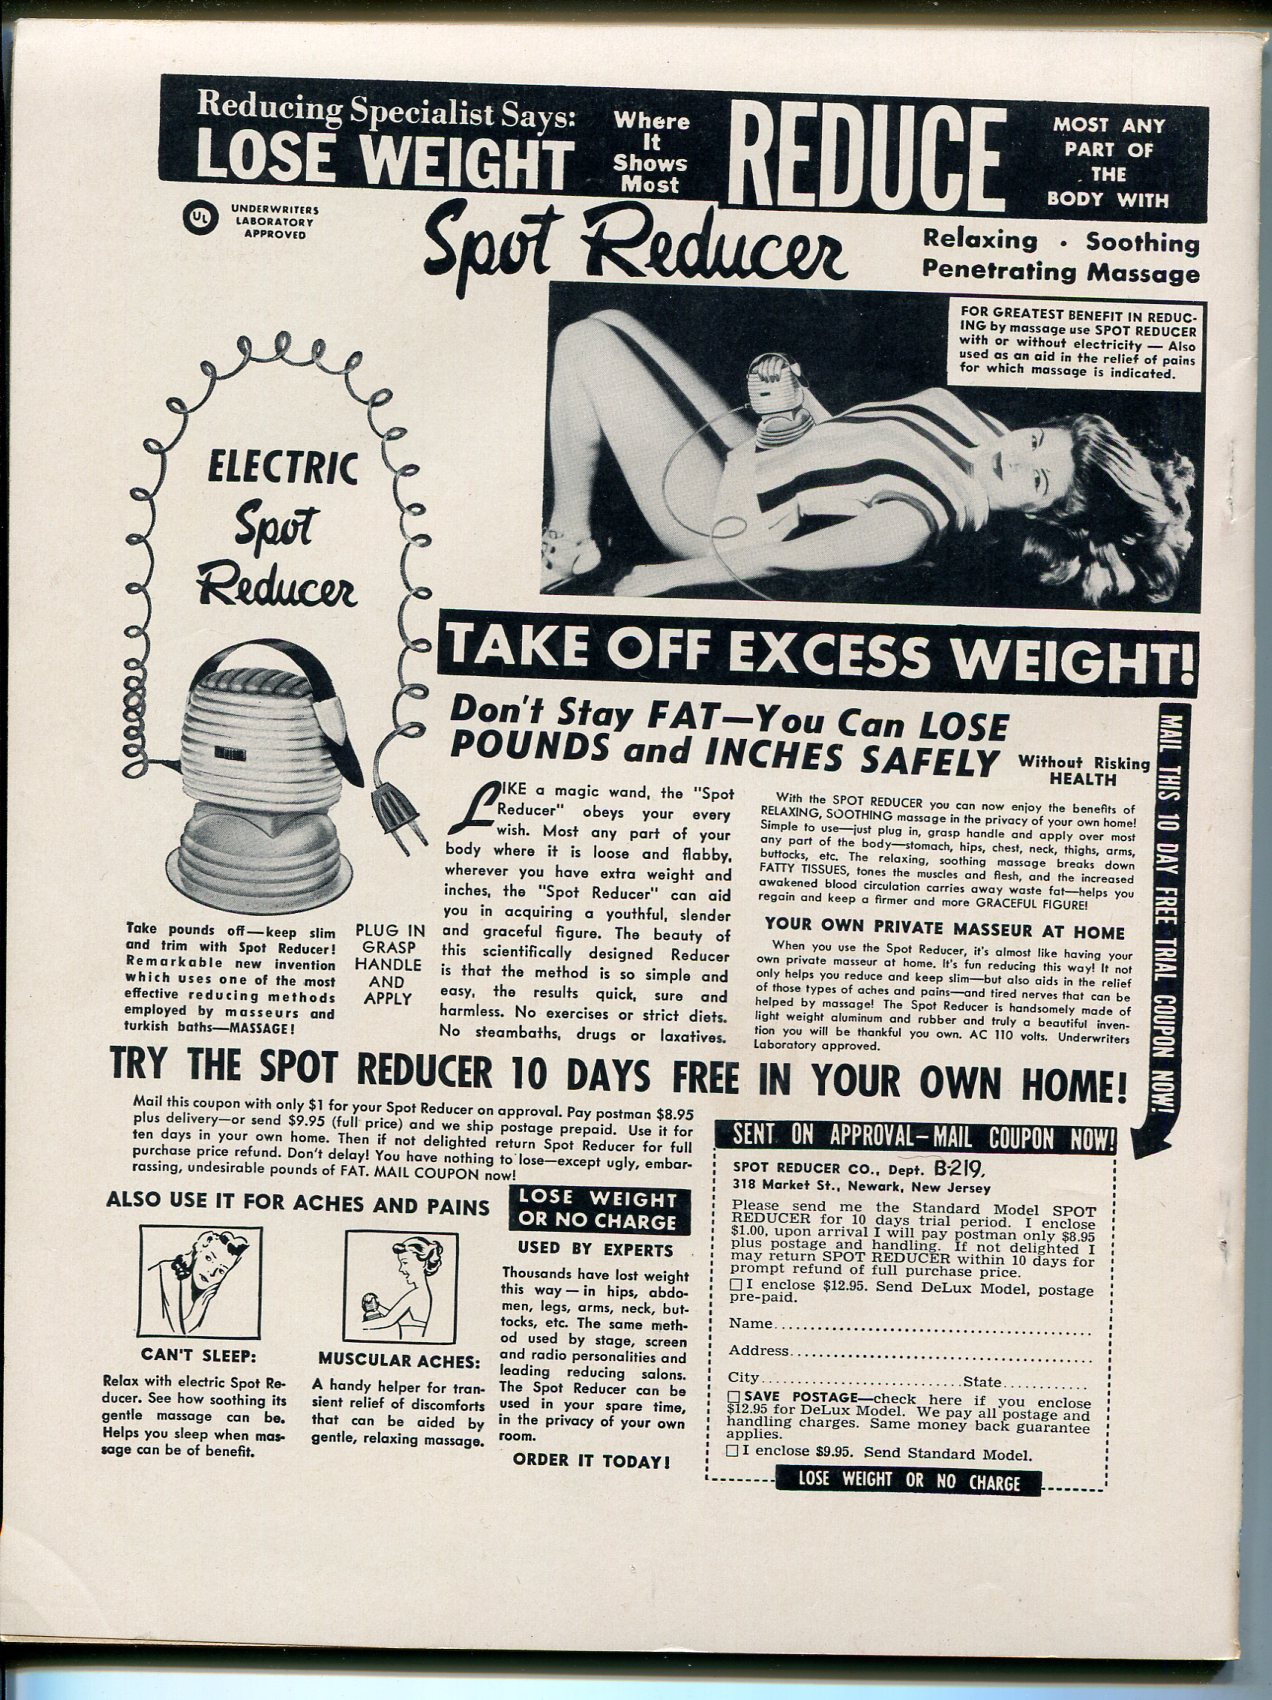 Reducing Specialist Says:
LOSE WEIGHT
Where
It
Shows
Most
REDUCE
MOST ANY
PART OF
THE
BODY WITH
UL
UNDERWRITERS
LABORATORY
APPROVED
Spot Reducer
Relaxing • Soothing
Penetrating Massage
FOR GREATEST BENEFIT IN REDUC-
ING by massage use SPOT REDUCER
with or without electricity — Also
used as an aid in the relief of pains
for which massage is indicated.
ELECTRIC
Spot
Reducer
TAKE OFF EXCESS WEIGHT!
Don't Stay FAT—You Can LOSE
POUNDS and INCHES SAFELY
Without Risking
HEALTH
LIKE a magic wand, the "Spot
Reducer" obeys your every
wish. Most any part of your
body where it is loose and flabby,
wherever you have extra weight and
inches, the "Spot Reducer" can aid
you in acquiring a youthful, slender
and graceful figure. The beauty of
this scientifically designed Reducer
is that the method is so simple and
easy, the results quick, sure and
harmless. No exercises or strict diets.
No steambaths, drugs or laxatives.
With the SPOT REDUCER you can now enjoy the benefits of
RELAXING, SOOTHING massage in the privacy of your own home!
Simple to use—just plug in, grasp handle and apply over most
any part of the body—stomach, hips, chest, neck, thighs, arms,
buttocks, etc. The relaxing, soothing massage breaks down
FATTY TISSUES, tones the muscles and flesh, and the increased
awakened blood circulation carries away waste fat—helps you
regain and keep a firmer and more GRACEFUL FIGURE!
YOUR OWN PRIVATE MASSEUR AT HOME
When you use the Spot Reducer, it's almost like having your
own private masseur at home. It's fun reducing this way! It not
only helps you reduce and keep slim—but also aids in the relief
of those types of aches and pains—and tired nerves that can be
helped by massage! The Spot Reducer is handsomely made of
light weight aluminum and rubber and truly a beautiful inven-
tion you will be thankful you own. AC 110 volts. Underwriters
Laboratory approved.
MAIL THIS 10 DAY FREE TRIAL COUPON NOW!
Take pounds off—keep slim
and trim with Spot Reducer!
Remarkable new invention
which uses one of the most
effective reducing methods
employed by masseurs and
turkish baths—MASSAGE!
PLUG IN
GRASP
HANDLE
AND
APPLY
TRY THE SPOT REDUCER 10 DAYS FREE IN YOUR OWN HOME!
Mail this coupon with only $1 for your Spot Reducer on approval. Pay postman $8.95
plus delivery—or send $9.95 (full price) and we ship postage prepaid. Use it for
ten days in your own home. Then if not delighted return Spot Reducer for full
purchase price refund. Don't delay! You have nothing to lose—except ugly, embar-
rassing, undesirable pounds of FAT. MAIL COUPON now!
ALSO USE IT FOR ACHES AND PAINS
CAN'T SLEEP:
Relax with electric Spot Re-
ducer. See how soothing its
gentle massage can be.
Helps you sleep when mas-
sage can be of benefit.
MUSCULAR ACHES:
A handy helper for tran-
sient relief of discomforts
that can be aided by
gentle, relaxing massage.
LOSE WEIGHT
OR NO CHARGE
USED BY EXPERTS
Thousands have lost weight
this way — in hips, abdo-
men, legs, arms, neck, but-
tocks, etc. The same meth-
od used by stage, screen
and radio personalities and
leading reducing salons.
The Spot Reducer can be
used in your spare time,
in the privacy of your own
room.
ORDER IT TODAY!
SENT ON APPROVAL—MAIL COUPON NOW!
SPOT REDUCER CO., Dept. B-219,
318 Market St., Newark, New Jersey
Please send me the Standard Model SPOT
REDUCER for 10 days trial period. I enclose
$1.00, upon arrival I will pay postman only $8.95
plus postage and handling. If not delighted I
may return SPOT REDUCER within 10 days for
prompt refund of full purchase price.
I enclose $12.95. Send DeLux Model, postage
pre-paid.
Name
Address
City State
SAVE POSTAGE—check here if you enclose
$12.95 for DeLux Model. We pay all postage and
handling charges. Same money back guarantee
applies.
I enclose $9.95. Send Standard Model.
LOSE WEIGHT OR NO CHARGE